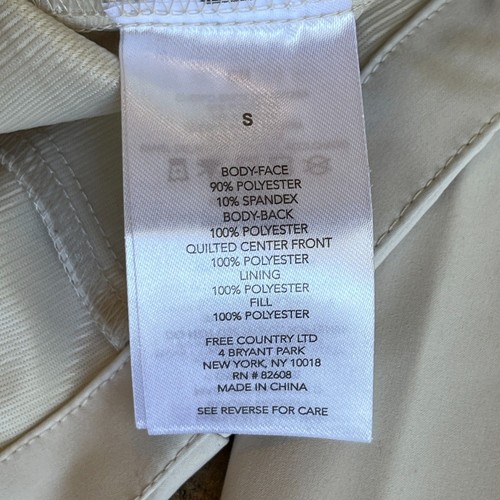 S
BODY-FACE
90% POLYESTER
10% SPANDEX
BODY-BACK
100% POLYESTER
QUILTED CENTER FRONT
100% POLYESTER
LINING
100% POLYESTER
FILL
100% POLYESTER
FREE COUNTRY LTD
4 BRYANT PARK
NEW YORK, NY 10018
RN # 82608
MADE IN CHINA
SEE REVERSE FOR CARE